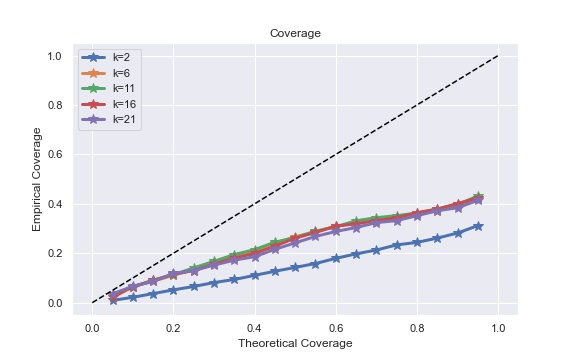 Coverage
k=2
k=6
k=11
k=16
k=21
Empirical Coverage
1.0
0.8
0.6
0.4
0.2
0.0
0.0 0.2 0.4 0.6 0.8 1.0
Theoretical Coverage